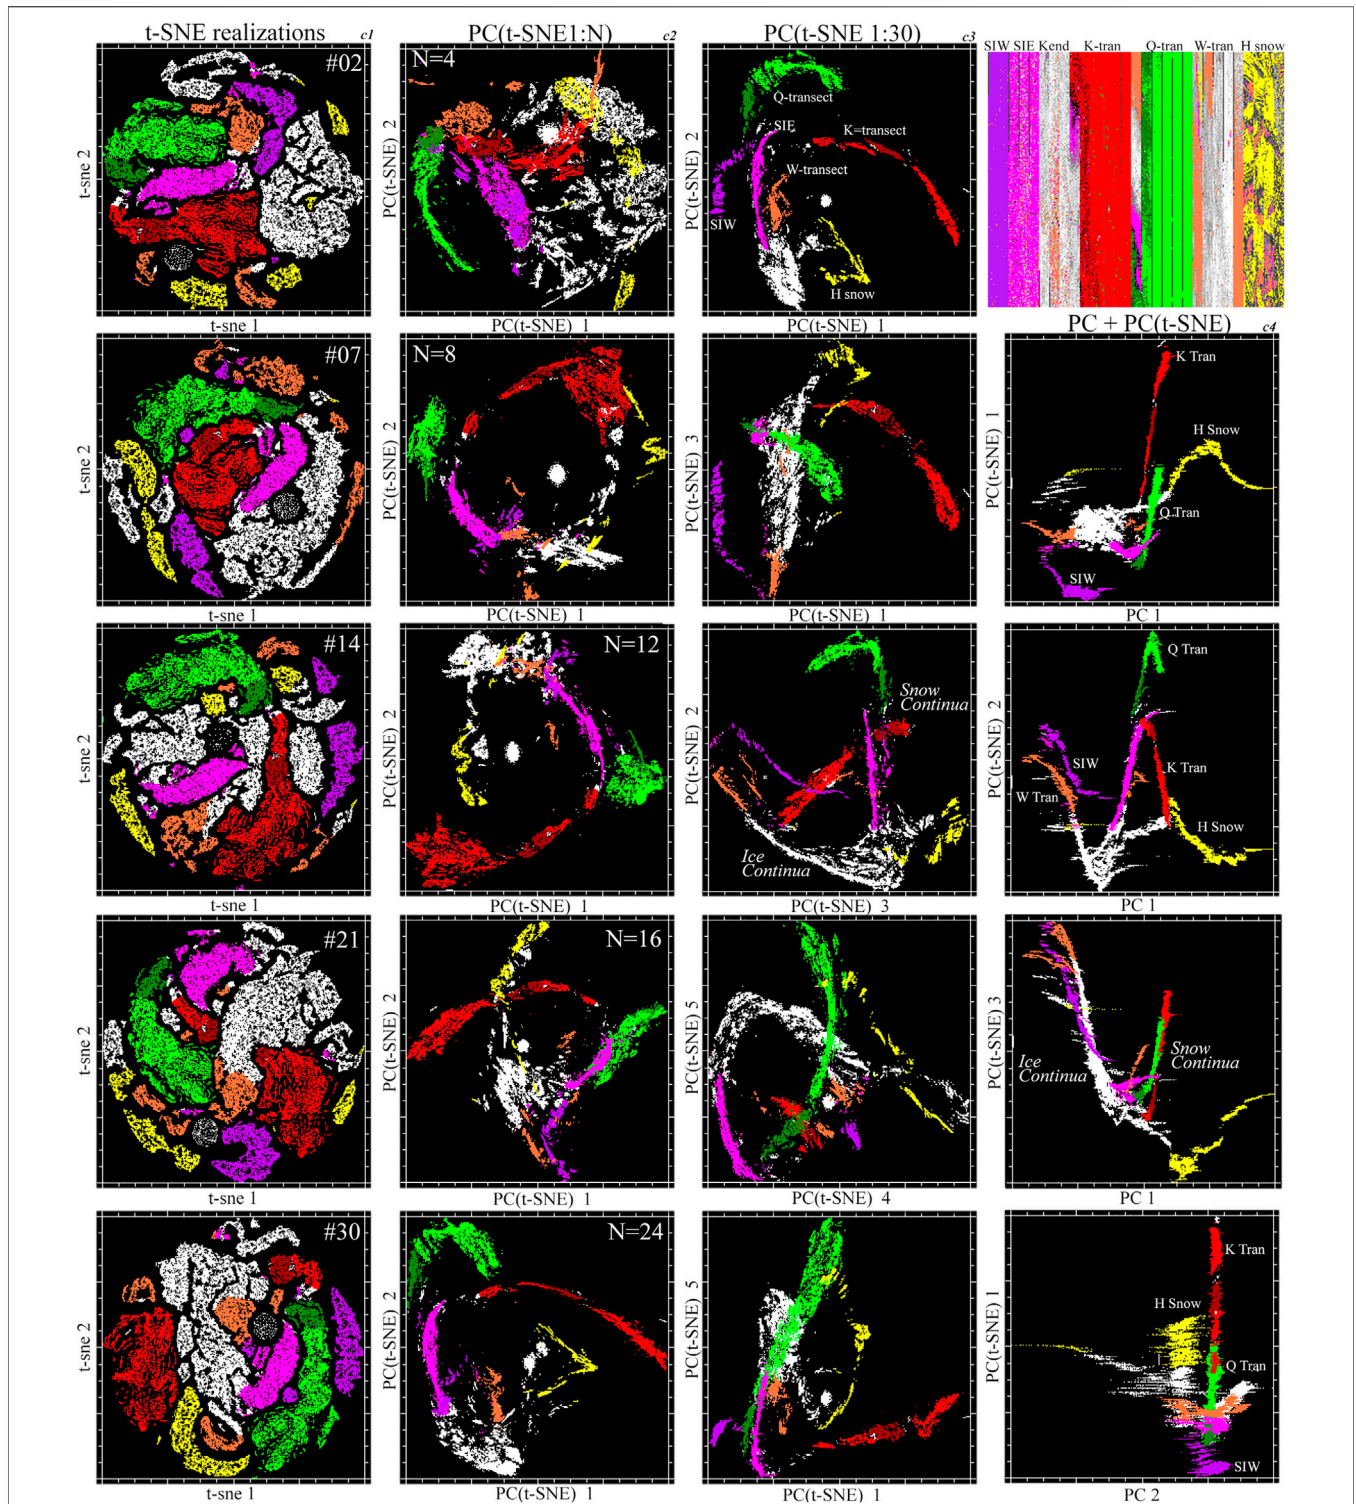 t-SNE realizations c1
PC(t-SNE1:N) c2
PC(t-SNE 1:30) c3
SIW SIE Kend K-tran Q-tran W-tran H snow
#02
t-sne 2
t-sne 1
N=4
PC(t-SNE) 2
PC(t-SNE) 1
Q-transect
SIE
K=transect
W-transect
SIW
H snow
PC(t-SNE) 2
PC(t-SNE) 1
PC + PC(t-SNE) c4
#07
t-sne 2
t-sne 1
N=8
PC(t-SNE) 2
PC(t-SNE) 1
PC(t-SNE) 3
PC(t-SNE) 1
K Tran
H Snow
Q Tran
SIW
PC(t-SNE) 1
PC 1
#14
t-sne 2
t-sne 1
N=12
PC(t-SNE) 2
PC(t-SNE) 1
Snow
Continua
Ice
Continua
PC(t-SNE) 2
PC(t-SNE) 3
Q Tran
SIW
K Tran
W Tran
H Snow
PC(t-SNE) 2
PC 1
#21
t-sne 2
t-sne 1
N=16
PC(t-SNE) 2
PC(t-SNE) 1
PC(t-SNE) 5
PC(t-SNE) 4
Ice
Continua
Snow
Continua
PC(t-SNE) 3
PC 1
#30
t-sne 2
t-sne 1
N=24
PC(t-SNE) 2
PC(t-SNE) 1
PC(t-SNE) 5
PC(t-SNE) 1
K Tran
H Snow
Q Tran
SIW
PC(t-SNE) 1
PC 2